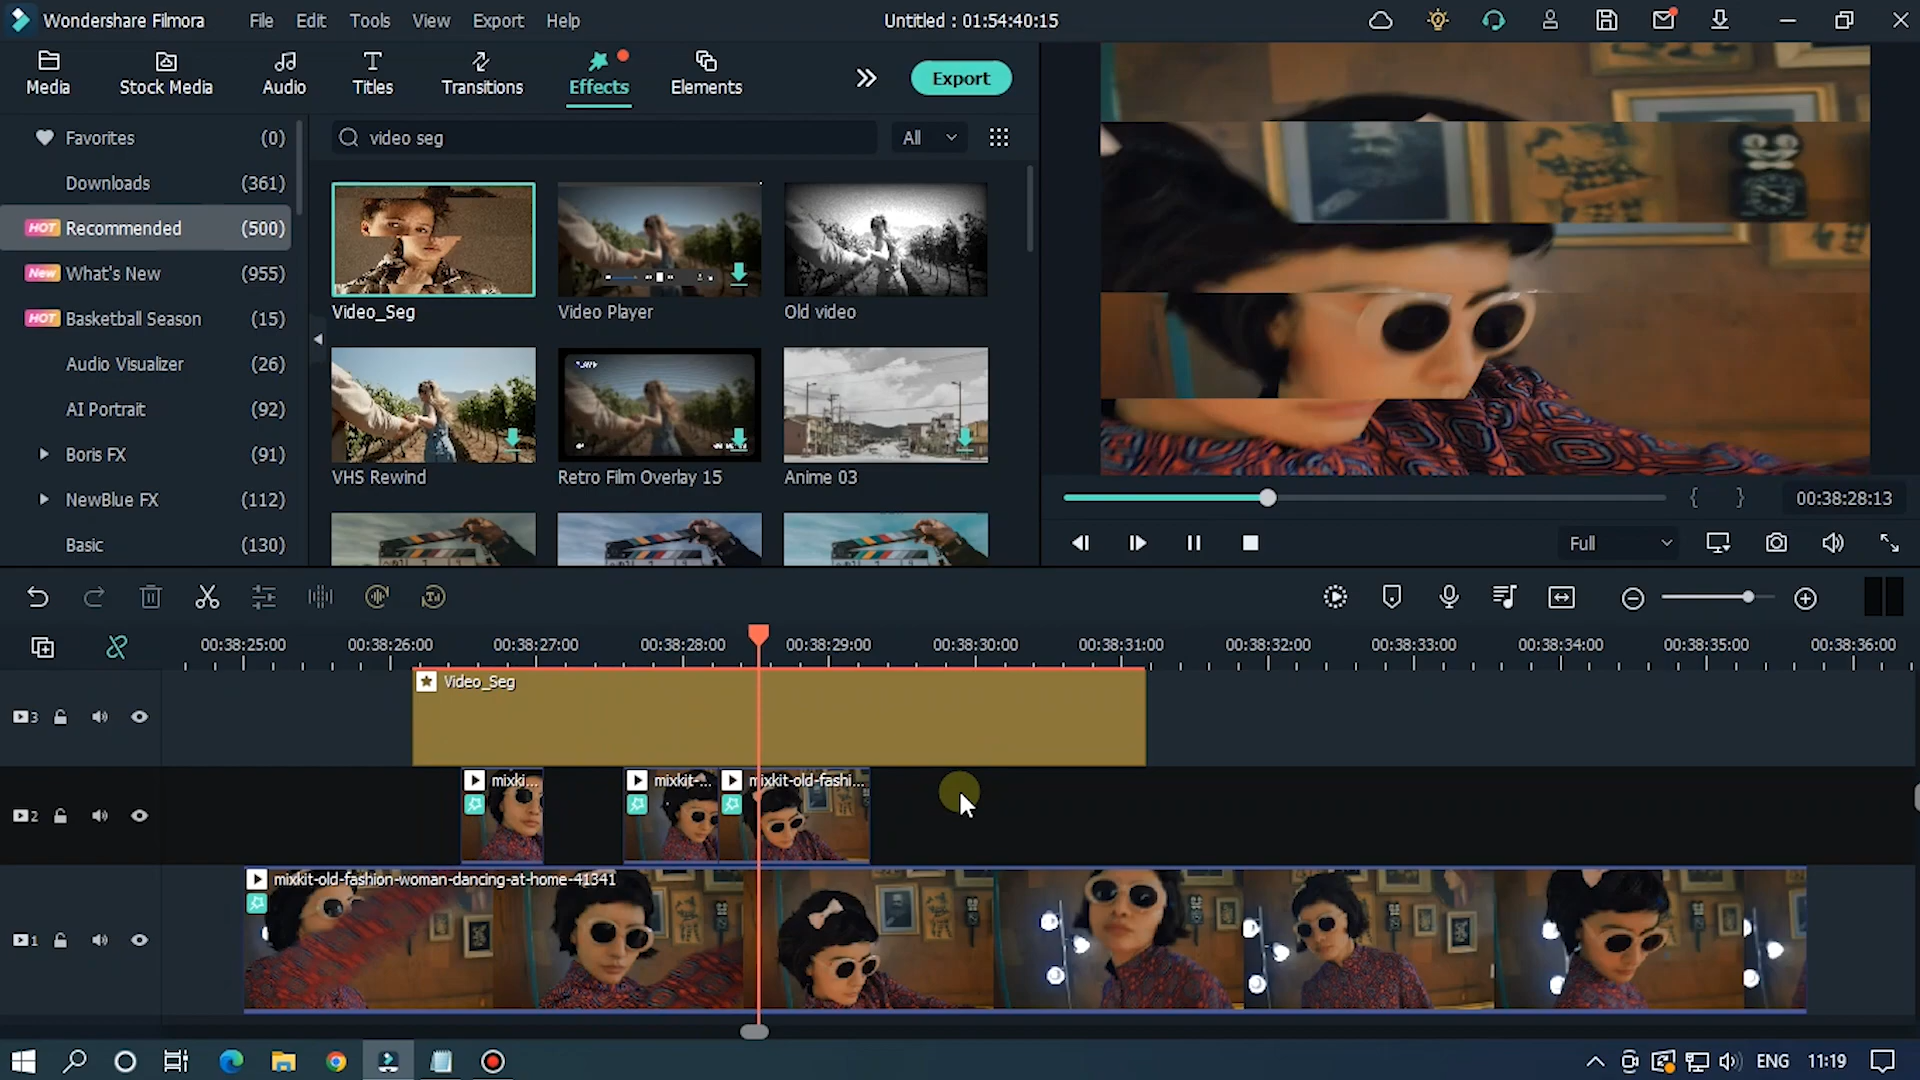 Wondershare Filmora
File Edit Tools View Export Help
Untitled : 01:54:40:15
Media
Stock Media
Audio
Titles
Transitions
Effects
Elements
Export
Favorites (0)
Downloads (361)
HOT Recommended (500)
New What's New (955)
HOT Basketball Season (15)
Audio Visualizer (26)
AI Portrait (92)
Boris FX (91)
NewBlue FX (112)
Basic (130)
video seg
All
Video_Seg
Video Player
Old video
VHS Rewind
Retro Film Overlay 15
Anime 03
00:38:28:13
Full
00:38:25:00 00:38:26:00 00:38:27:00 00:38:28:00 00:38:29:00 00:38:30:00 00:38:31:00 00:38:32:00 00:38:33:00 00:38:34:00 00:38:35:00 00:38:36:00
3
Video_Seg
2
mixki...
mixkit-...
mixkit-old-fashi...
1
mixkit-old-fashion-woman-dancing-at-home-41341
ENG
11:19